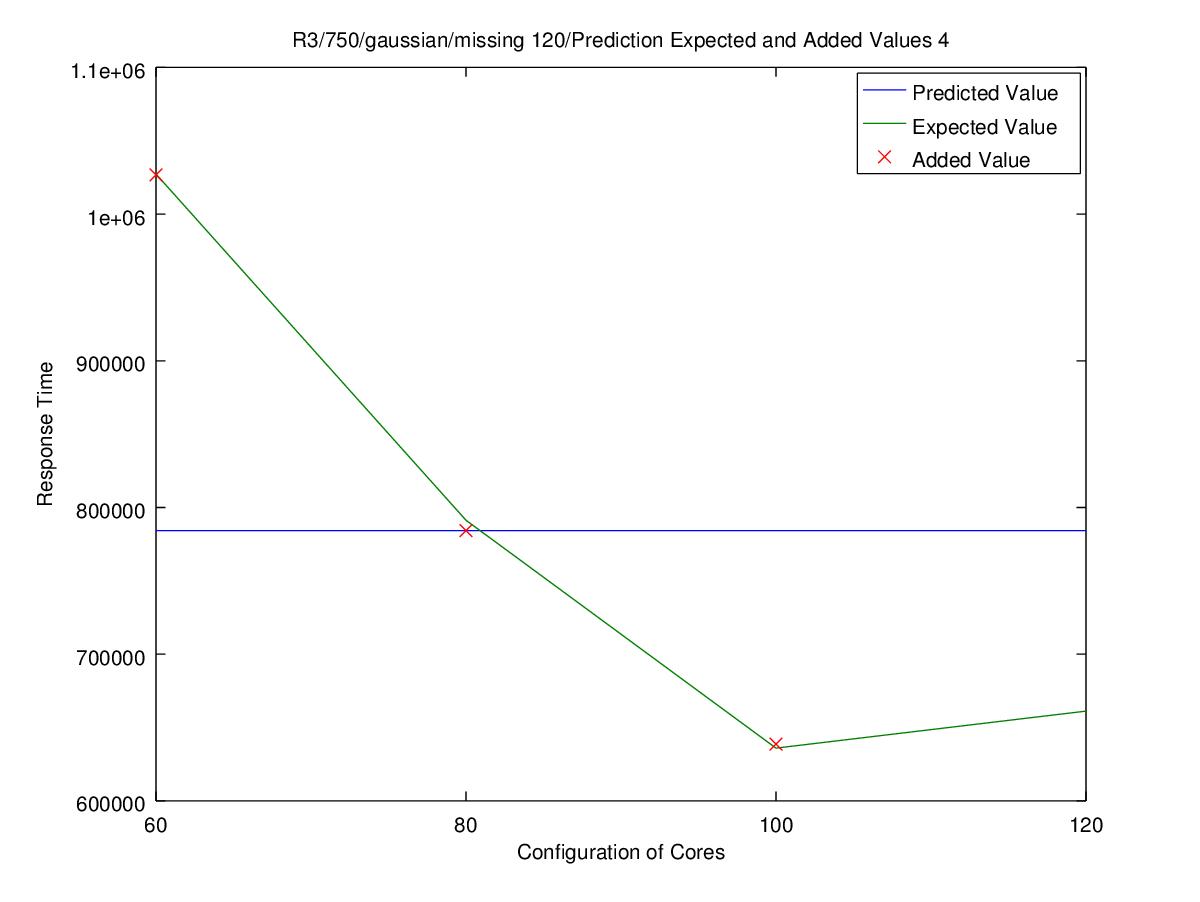 R3/750/gaussian/missing 120/Prediction Expected and Added Values 4
1.1e+06
1e+06
900000
800000
700000
600000
Response Time
60
80
100
120
Configuration of Cores
Predicted Value
Expected Value
Added Value